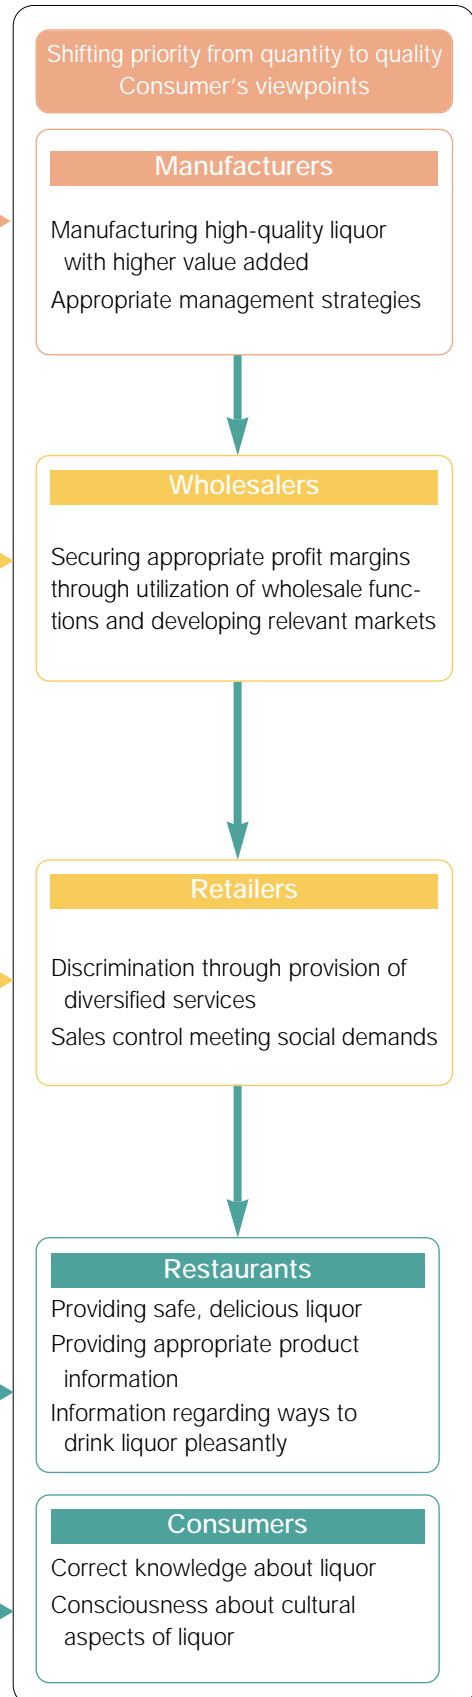 Shifting priority from quantity to quality
Consumer's viewpoints
Manufacturers
Manufacturing high-quality liquor
with higher value added
Appropriate management strategies
Wholesalers
Securing appropriate profit margins
through utilization of wholesale func-
tions and developing relevant markets
Retailers
Discrimination through provision of
diversified services
Sales control meeting social demands
Restaurants
Providing safe, delicious liquor
Providing appropriate product
information
Information regarding ways to
drink liquor pleasantly
Consumers
Correct knowledge about liquor
Consciousness about cultural
aspects of liquor